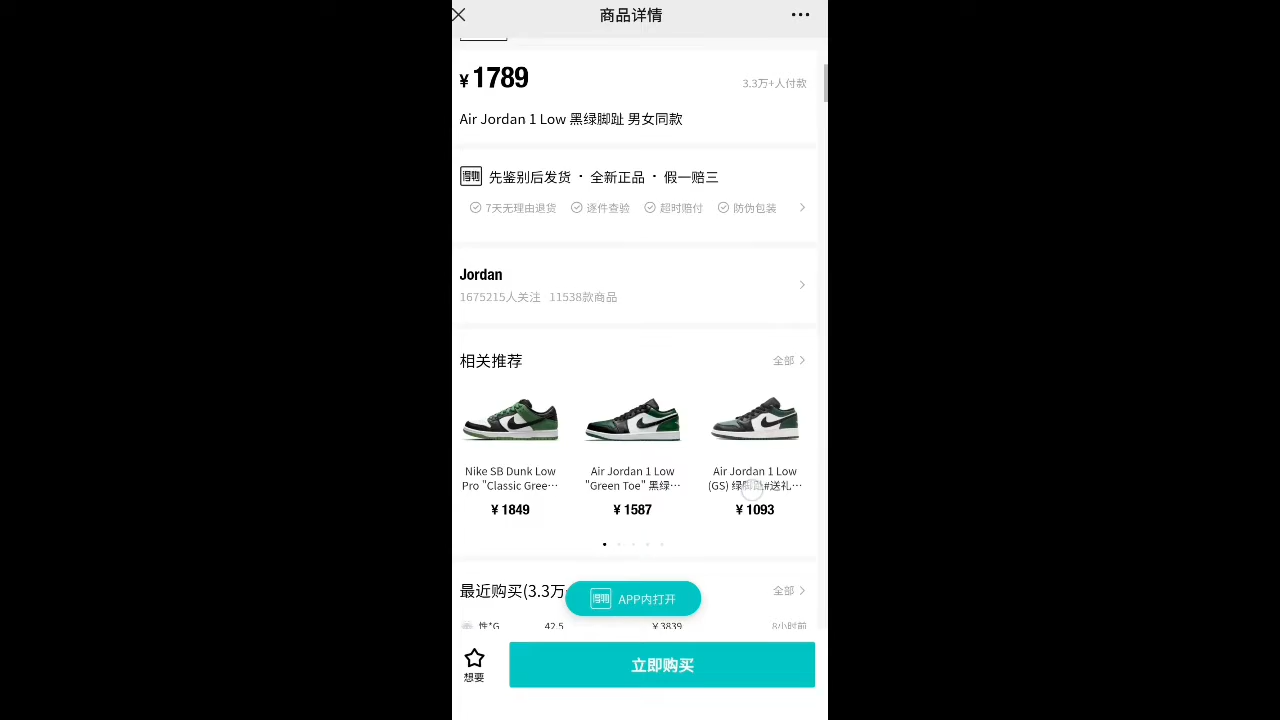 商品详情
¥1789
3.3万+人付款
Air Jordan 1 Low 黑绿脚趾 男女同款
得物 先鉴别后发货 · 全新正品 · 假一赔三
7天无理由退货 逐件查验 超时赔付 防伪包装
Jordan
1675215人关注 11538款商品
相关推荐
全部
Nike SB Dunk Low
Pro "Classic Gree···
¥1849
Air Jordan 1 Low
"Green Toe" 黑绿···
¥1587
Air Jordan 1 Low
(GS) 绿脚趾#送礼···
¥1093
最近购买(3.3万
全部
得物 APP内打开
性*G 42.5 ¥3839 8小时前
想要
立即购买